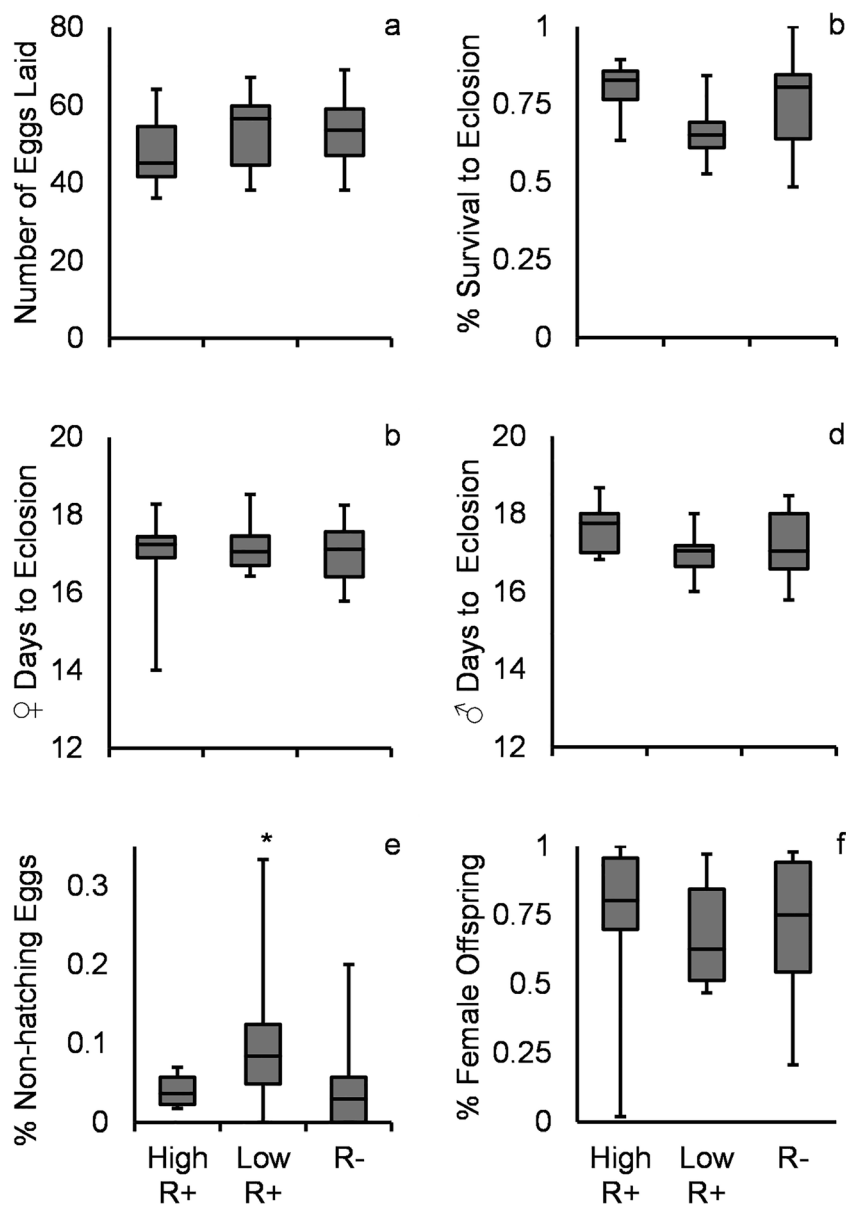 a
Number of Eggs Laid
80
60
40
20
0
b
% Survival to Eclosion
1
0.75
0.5
0.25
0
b
♀ Days to Eclosion
20
18
16
14
12
d
♂ Days to Eclosion
20
18
16
14
12
e
*
% Non-hatching Eggs
0.3
0.2
0.1
0
High R+
Low R+
R-
f
% Female Offspring
1
0.75
0.5
0.25
0
High R+
Low R+
R-